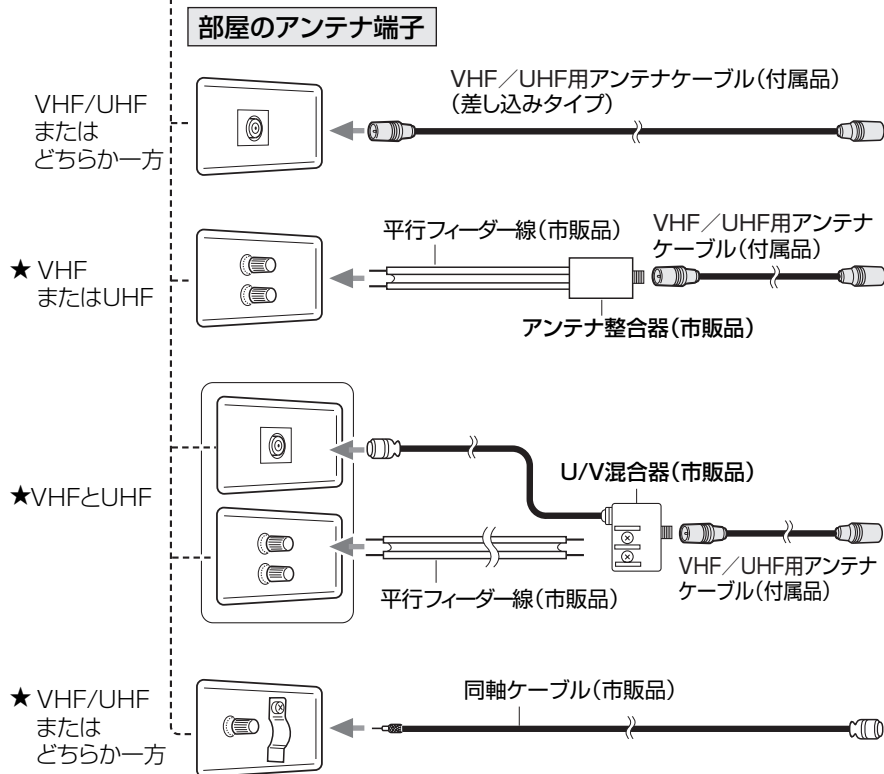 部屋のアンテナ端子
VHF/UHF
または
どちらか一方
VHF／UHF用アンテナケーブル（付属品）
（差し込みタイプ）
★ VHF
またはUHF
平行フィーダー線（市販品）
VHF／UHF用アンテナ
ケーブル（付属品）
アンテナ整合器（市販品）
★VHFとUHF
U/V混合器（市販品）
平行フィーダー線（市販品）
VHF／UHF用アンテナ
ケーブル（付属品）
★ VHF/UHF
または
どちらか一方
同軸ケーブル（市販品）